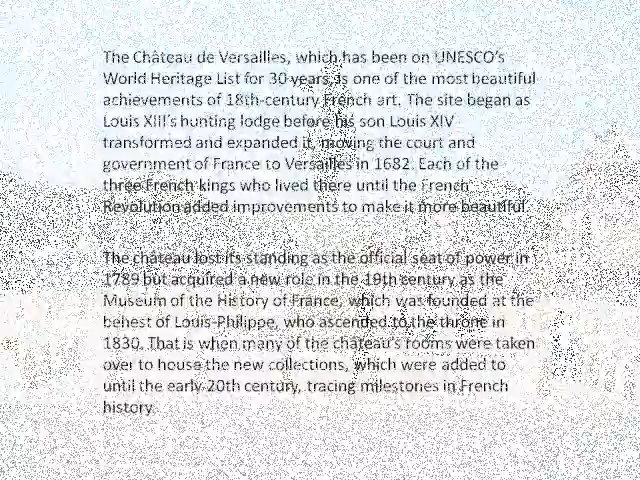 The Château de Versailles, which has been on UNESCO's
World Heritage List for 30 years, is one of the most beautiful
achievements of 18th-century French art. The site began as
Louis XIII's hunting lodge before his son Louis XIV
transformed and expanded it, moving the court and
government of France to Versailles in 1682. Each of the
three French kings who lived there until the French
Revolution added improvements to make it more beautiful.
The château lost its standing as the official seat of power in
1789 but acquired a new role in the 19th century as the
Museum of the History of France, which was founded at the
behest of Louis-Philippe, who ascended to the throne in
1830. That is when many of the château's rooms were taken
over to house the new collections, which were added to
until the early 20th century, tracing milestones in French
history.